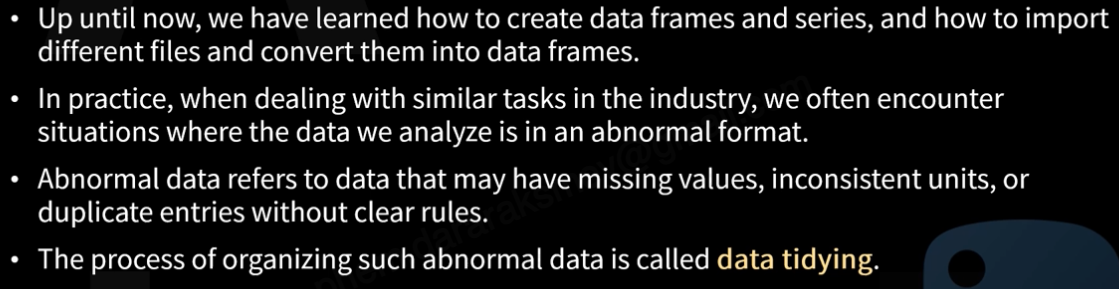 • Up until now, we have learned how to create data frames and series, and how to import
different files and convert them into data frames.
• In practice, when dealing with similar tasks in the industry, we often encounter
situations where the data we analyze is in an abnormal format.
• Abnormal data refers to data that may have missing values, inconsistent units, or
duplicate entries without clear rules.
• The process of organizing such abnormal data is called data tidying.